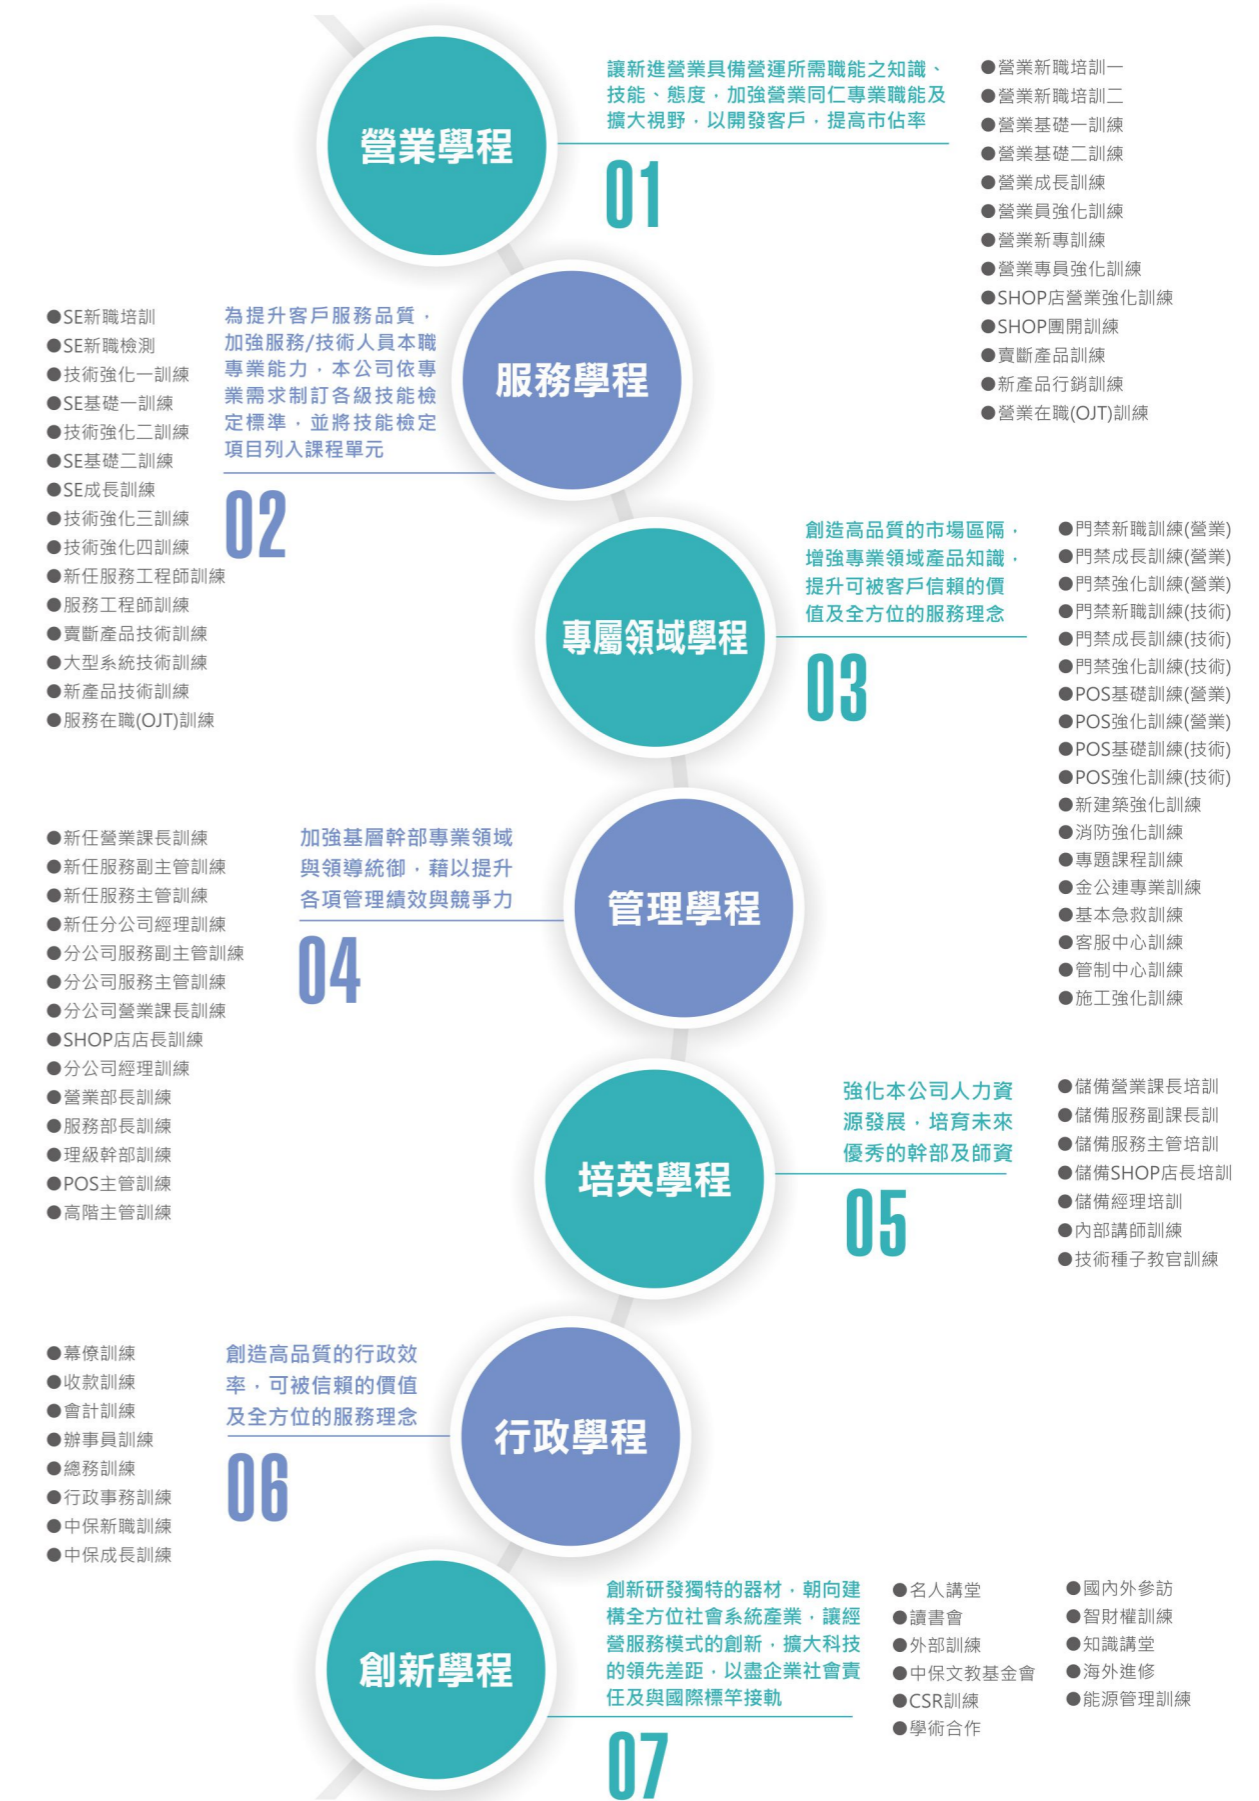 營業學程
讓新進營業具備營運所需職能之知識、
技能、態度，加強營業同仁專業職能及
擴大視野，以開發客戶，提高市佔率
01
●營業新職培訓一
●營業新職培訓二
●營業基礎一訓練
●營業基礎二訓練
●營業成長訓練
●營業員強化訓練
●營業新專訓練
●營業專員強化訓練
●SHOP店營業強化訓練
●SHOP團開訓練
●賣斷產品訓練
●新產品行銷訓練
●營業在職(OJT)訓練
服務學程
為提升客戶服務品質，
加強服務/技術人員本職
專業能力，本公司依專
業需求制訂各級技能檢
定標準，並將技能檢定
項目列入課程單元
02
●SE新職培訓
●SE新職檢測
●技術強化一訓練
●SE基礎一訓練
●技術強化二訓練
●SE基礎二訓練
●SE成長訓練
●技術強化三訓練
●技術強化四訓練
●新任服務工程師訓練
●服務工程師訓練
●賣斷產品技術訓練
●大型系統技術訓練
●新產品技術訓練
●服務在職(OJT)訓練
專屬領域學程
創造高品質的市場區隔，
增強專業領域產品知識，
提升可被客戶信賴的價
值及全方位的服務理念
03
●門禁新職訓練(營業)
●門禁成長訓練(營業)
●門禁強化訓練(營業)
●門禁新職訓練(技術)
●門禁成長訓練(技術)
●門禁強化訓練(技術)
●POS基礎訓練(營業)
●POS強化訓練(營業)
●POS基礎訓練(技術)
●POS強化訓練(技術)
●新建築強化訓練
●消防強化訓練
●專題課程訓練
●金公連專業訓練
●基本急救訓練
●客服中心訓練
●管制中心訓練
●施工強化訓練
管理學程
加強基層幹部專業領域
與領導統御，藉以提升
各項管理績效與競爭力
04
●新任營業課長訓練
●新任服務副主管訓練
●新任服務主管訓練
●新任分公司經理訓練
●分公司服務副主管訓練
●分公司服務主管訓練
●分公司營業課長訓練
●SHOP店店長訓練
●分公司經理訓練
●營業部長訓練
●服務部長訓練
●理級幹部訓練
●POS主管訓練
●高階主管訓練
培英學程
強化本公司人力資
源發展，培育未來
優秀的幹部及師資
05
●儲備營業課長培訓
●儲備服務副課長訓
●儲備服務主管培訓
●儲備SHOP店長培訓
●儲備經理培訓
●內部講師訓練
●技術種子教官訓練
行政學程
創造高品質的行政效
率，可被信賴的價值
及全方位的服務理念
06
●幕僚訓練
●收款訓練
●會計訓練
●辦事員訓練
●總務訓練
●行政事務訓練
●中保新職訓練
●中保成長訓練
創新學程
創新研發獨特的器材，朝向建
構全方位社會系統產業，讓經
營服務模式的創新，擴大科技
的領先差距，以盡企業社會責
任及與國際標竿接軌
07
●名人講堂
●讀書會
●外部訓練
●中保文教基金會
●CSR訓練
●學術合作
●國內外參訪
●智財權訓練
●知識講堂
●海外進修
●能源管理訓練